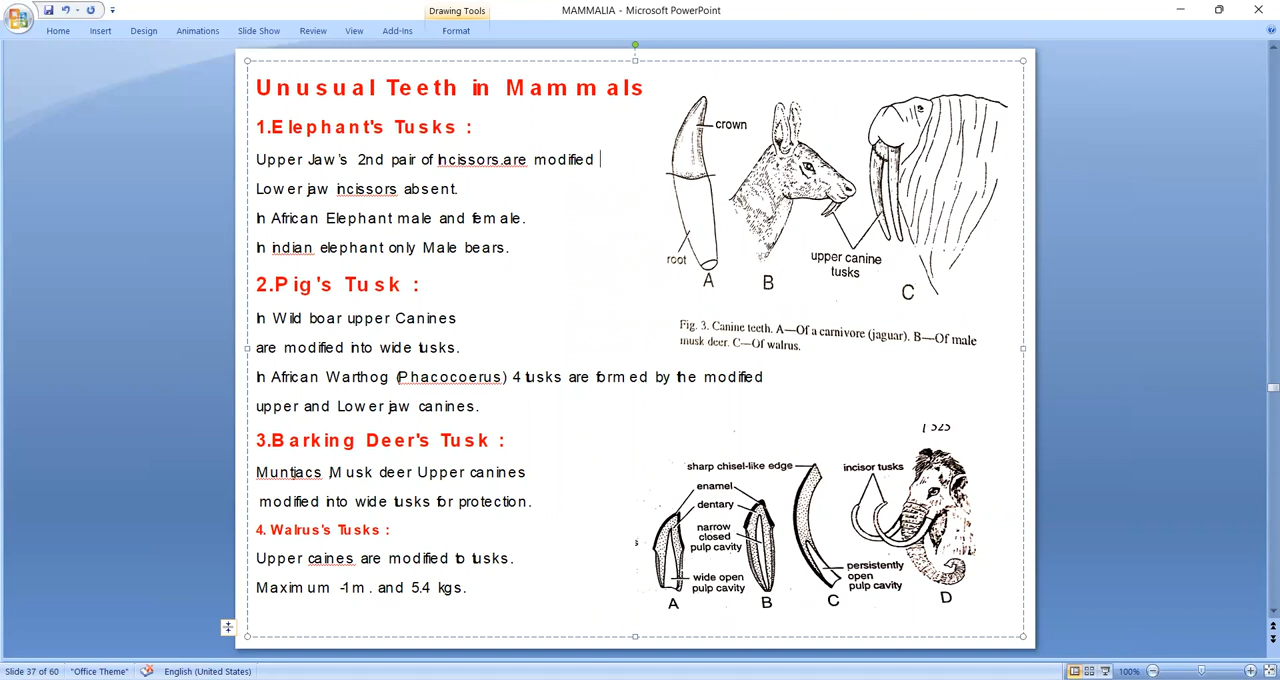 Drawing Tools
MAMMALIA - Microsoft PowerPoint
Home Insert Design Animations Slide Show Review View Add-Ins Format
Unusual Teeth in Mammals
1.Elephant's Tusks :
Upper Jaw's 2nd pair of Incissors.are modified
Lower jaw incissors absent.
In African Elephant male and female.
In indian elephant only Male bears.
2.Pig's Tusk :
In Wild boar upper Canines
are modified into wide tusks.
In African Warthog (Phacocoerus) 4 tusks are formed by the modified
upper and Lower jaw canines.
3.Barking Deer's Tusk :
Muntjacs ,Musk deer Upper canines
modified into wide tusks for protection.
4. Walrus's Tusks :
Upper caines are modified to tusks.
Maximum -1m. and 5.4 kgs.
crown
root
upper canine
tusks
A B C
Fig. 3. Canine teeth. A—Of a carnivore (jaguar). B—Of male
musk deer. C—Of walrus.
sharp chisel-like edge
incisor tusks
enamel
dentary
narrow
closed
pulp cavity
wide open
pulp cavity
persistently
open
pulp cavity
A B C D
Slide 37 of 60 "Office Theme" English (United States) 100%